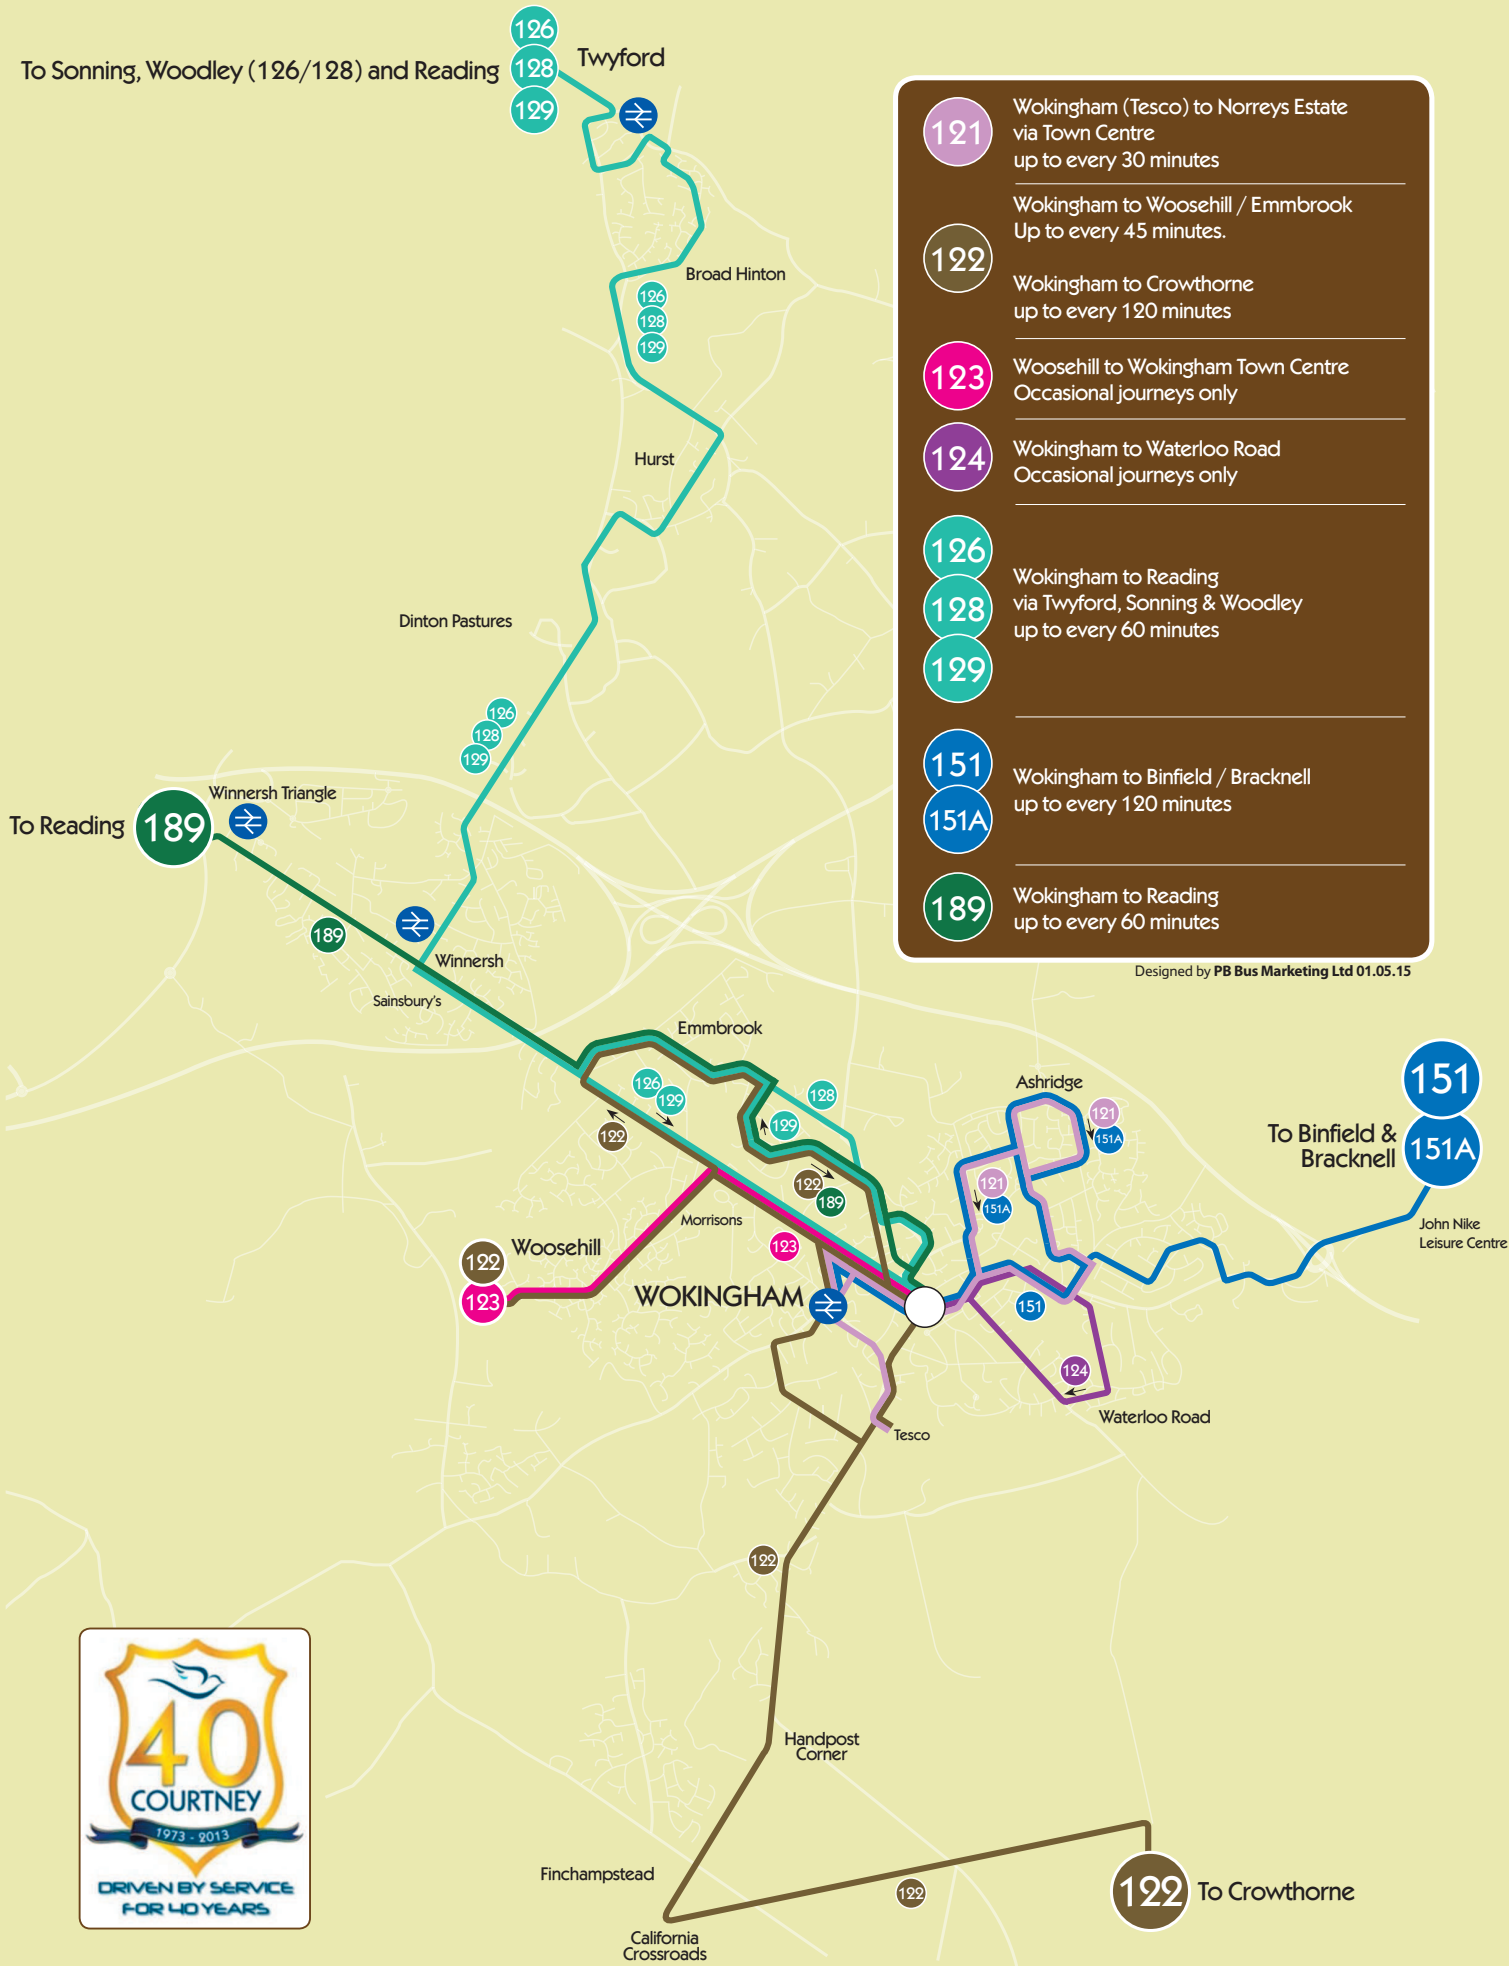 126
Twyford
To Sonning, Woodley (126/128) and Reading
128
129
121
Wokingham (Tesco) to Norreys Estate
via Town Centre
up to every 30 minutes
122
Wokingham to Woosehill / Emmbrook
Up to every 45 minutes.
Wokingham to Crowthorne
up to every 120 minutes
123
Woosehill to Wokingham Town Centre
Occasional journeys only
124
Wokingham to Waterloo Road
Occasional journeys only
126
128
129
Wokingham to Reading
via Twyford, Sonning & Woodley
up to every 60 minutes
151
151A
Wokingham to Binfield / Bracknell
up to every 120 minutes
189
Wokingham to Reading
up to every 60 minutes
Designed by PB Bus Marketing Ltd 01.05.15
Broad Hinton
126
128
129
Hurst
Dinton Pastures
126
128
129
Winnersh Triangle
To Reading
189
189
Winnersh
Sainsbury's
Emmbrook
126
129
128
129
122
122
189
Ashridge
121
151A
121
151A
151
To Binfield &
Bracknell
151A
John Nike
Leisure Centre
Morrisons
123
Woosehill
122
123
WOKINGHAM
151
124
Waterloo Road
Tesco
122
Handpost
Corner
Finchampstead
122
122
To Crowthorne
California
Crossroads
40
COURTNEY
1973 - 2013
DRIVEN BY SERVICE
FOR 40 YEARS